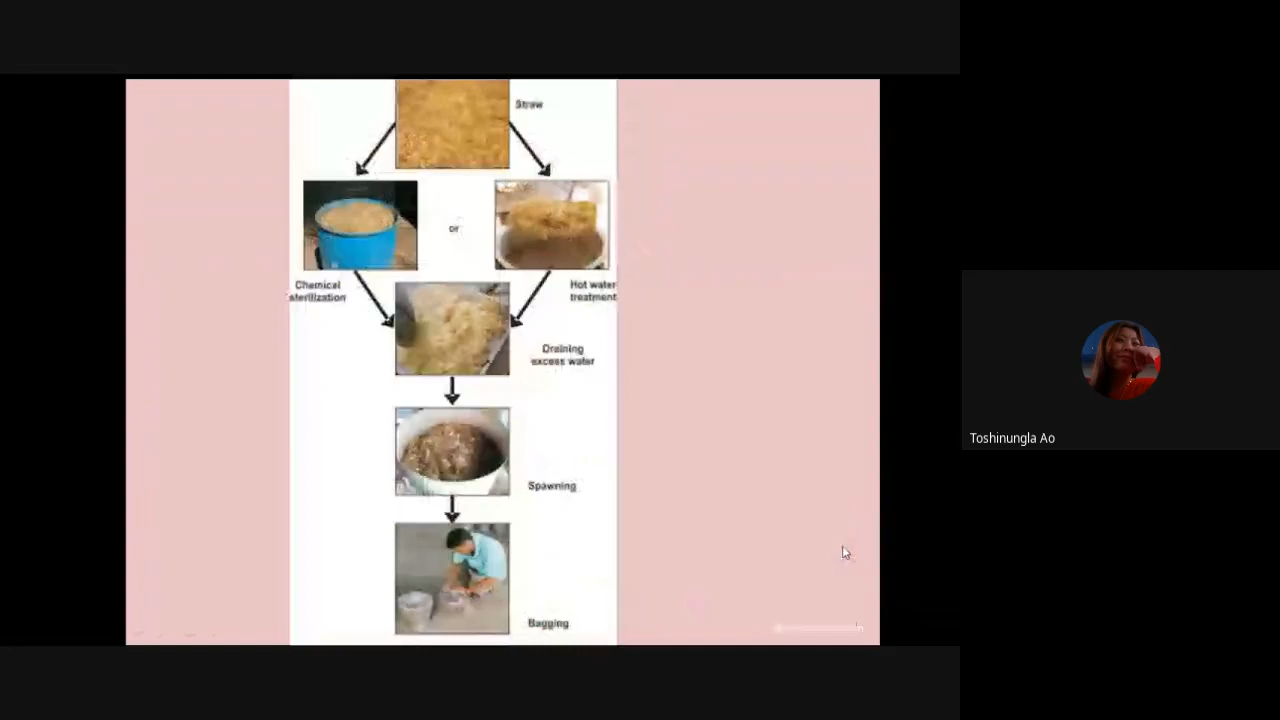 Straw
or
Chemical
sterilization
Hot water
treatment
Draining
excess water
Spawning
Bagging
Toshinungla Ao